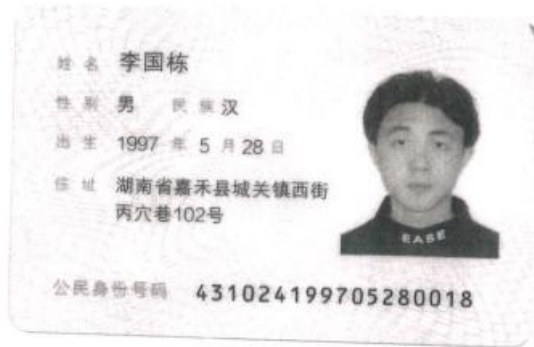 姓名 李国栋
性别 男 民族 汉
出生 1997 年 5 月 28 日
住址 湖南省嘉禾县城关镇西街
丙穴巷102号
EASE
公民身份号码 431024199705280018